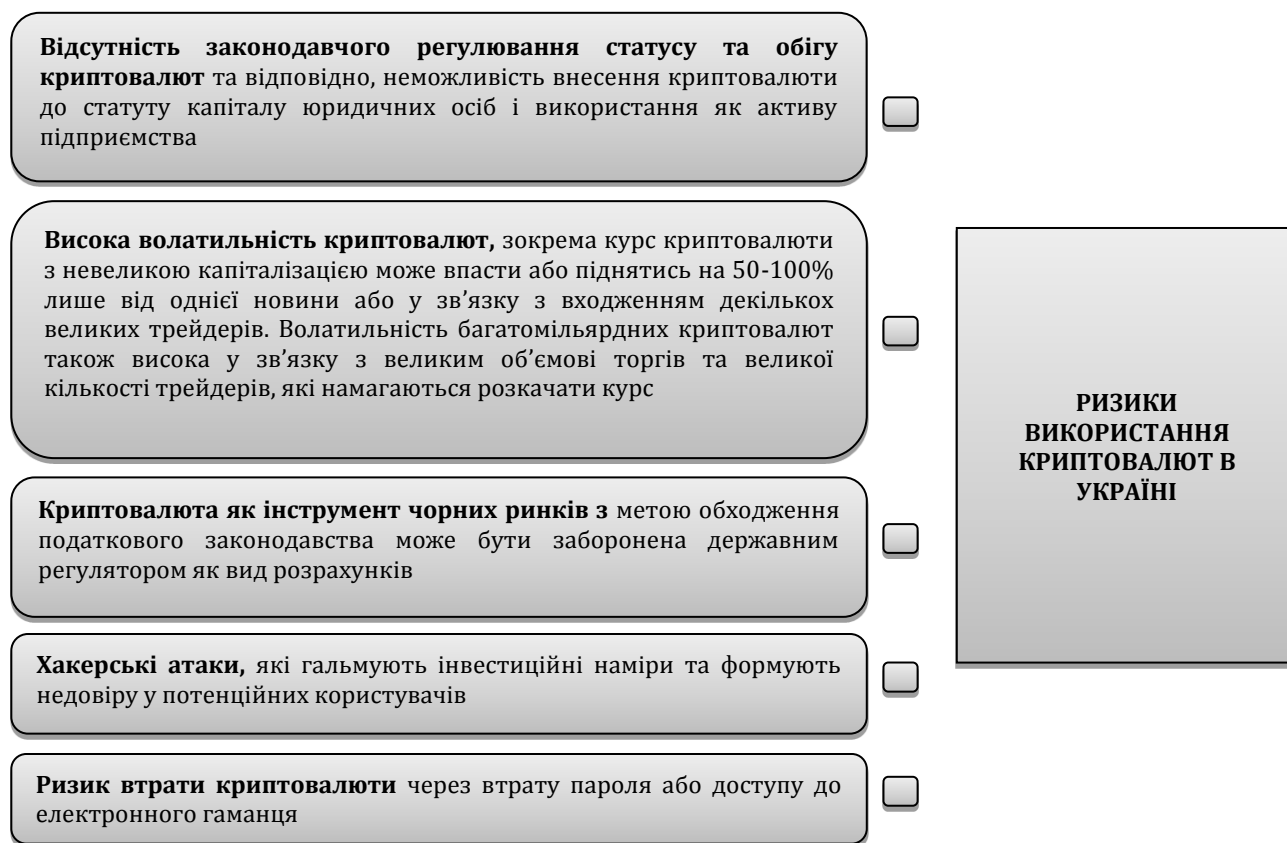 Відсутність законодавчого регулювання статусу та обігу
криптовалют та відповідно, неможливість внесення криптовалюти
до статуту капіталу юридичних осіб і використання як активу
підприємства
Висока волатильність криптовалют, зокрема курс криптовалюти
з невеликою капіталізацією може впасти або піднятись на 50-100%
лише від однієї новини або у зв’язку з входженням декількох
великих трейдерів. Волатильність багатомільярдних криптовалют
також висока у зв’язку з великим об’ємові торгів та великої
кількості трейдерів, які намагаються розкачати курс
Криптовалюта як інструмент чорних ринків з метою обходження
податкового законодавства може бути заборонена державним
регулятором як вид розрахунків
Хакерські атаки, які гальмують інвестиційні наміри та формують
недовіру у потенційних користувачів
Ризик втрати криптовалюти через втрату пароля або доступу до
електронного гаманця
РИЗИКИ
ВИКОРИСТАННЯ
КРИПТОВАЛЮТ В
УКРАЇНІ